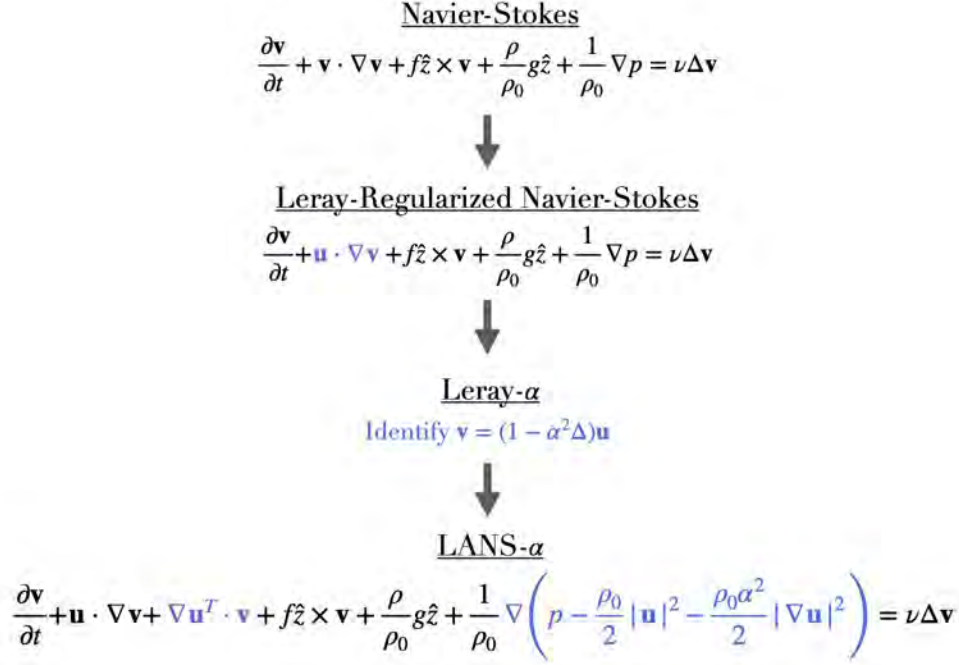 Navier-Stokes
∂𝐯/∂t + 𝐯 · ∇𝐯 + fẑ × 𝐯 + ρ/ρ₀ gẑ + 1/ρ₀ ∇p = νΔ𝐯
Leray-Regularized Navier-Stokes
∂𝐯/∂t + 𝐮 · ∇𝐯 + fẑ × 𝐯 + ρ/ρ₀ gẑ + 1/ρ₀ ∇p = νΔ𝐯
Leray-α
Identify 𝐯 = (1 − α²Δ)𝐮
LANS-α
∂𝐯/∂t + 𝐮 · ∇𝐯 + ∇𝐮ᵀ · 𝐯 + fẑ × 𝐯 + ρ/ρ₀ gẑ + 1/ρ₀ ∇(p − ρ₀/2 |𝐮|² − ρ₀α²/2 |∇𝐮|²) = νΔ𝐯